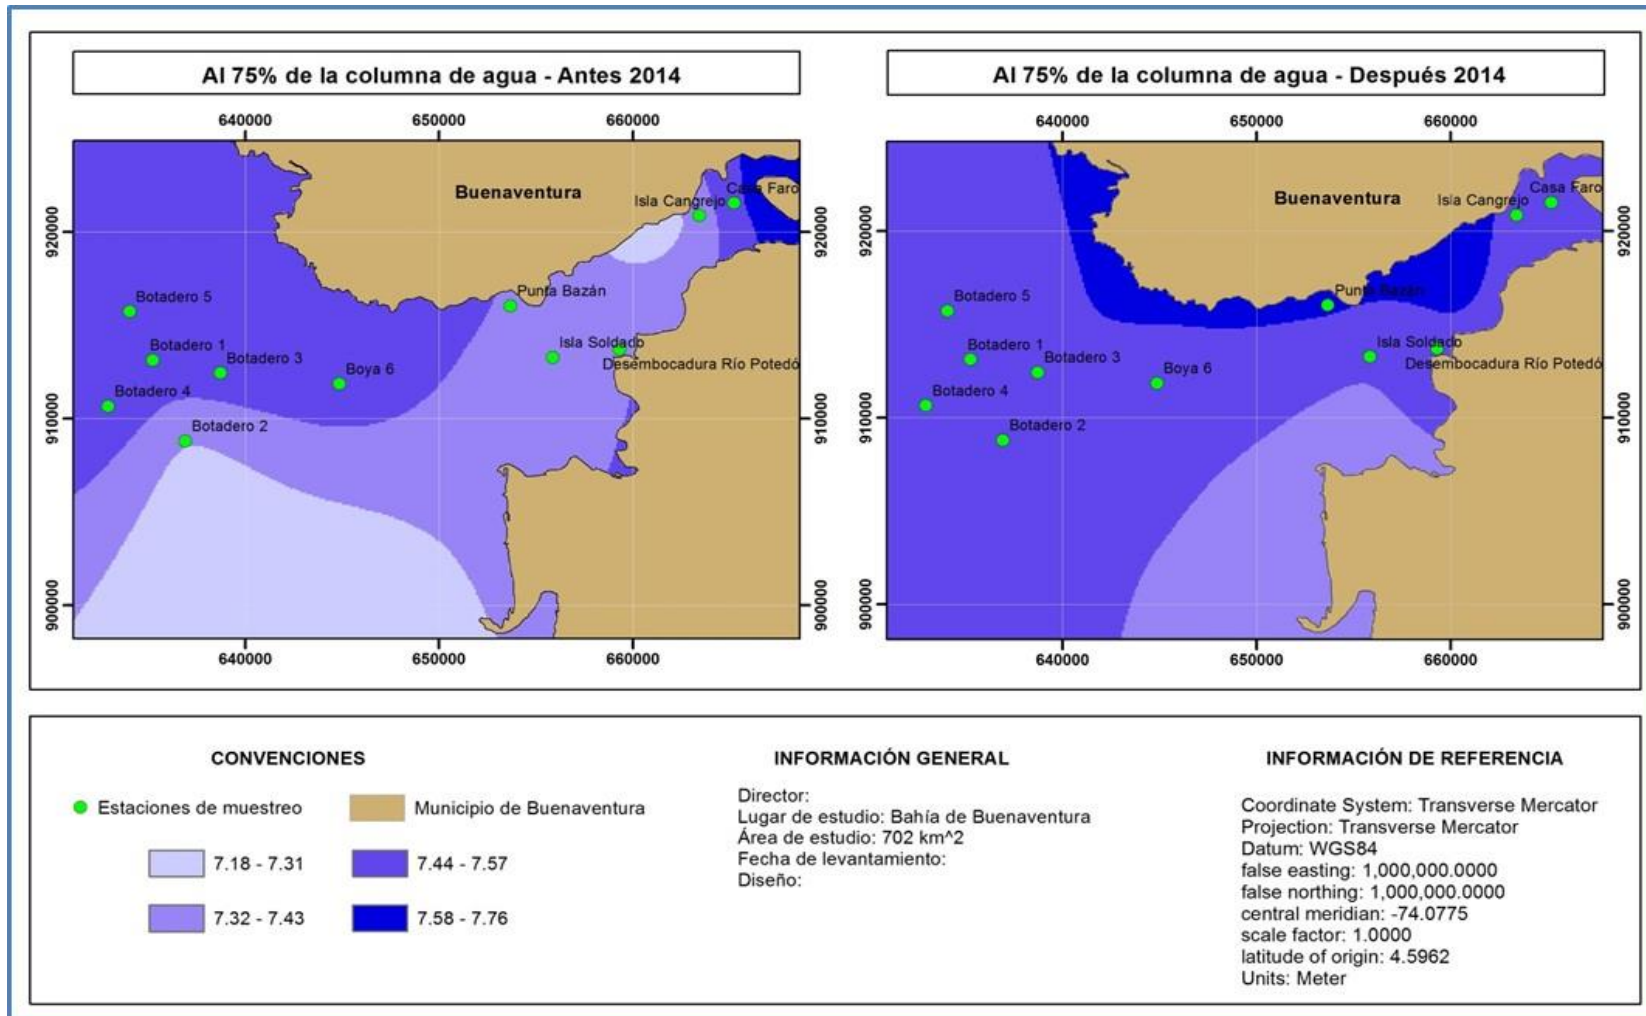 Al 75% de la columna de agua - Antes 2014
640000 650000 660000
920000
910000
900000
Buenaventura
Casa Faro
Isla Cangrejo
Punta Bazán
Botadero 5
Botadero 1
Botadero 3
Isla Soldado
Boya 6
Desembocadura Río Potedó
Botadero 4
Botadero 2
920000
910000
900000
640000 650000 660000
Al 75% de la columna de agua - Después 2014
640000 650000 660000
920000
910000
900000
Buenaventura
Casa Faro
Isla Cangrejo
Punta Bazán
Botadero 5
Botadero 1
Botadero 3
Isla Soldado
Boya 6
Desembocadura Río Potedó
Botadero 4
Botadero 2
920000
910000
900000
640000 650000 660000
CONVENCIONES
Estaciones de muestreo
Municipio de Buenaventura
7.18 - 7.31
7.44 - 7.57
7.32 - 7.43
7.58 - 7.76
INFORMACIÓN GENERAL
Director:
Lugar de estudio: Bahía de Buenaventura
Área de estudio: 702 km^2
Fecha de levantamiento:
Diseño:
INFORMACIÓN DE REFERENCIA
Coordinate System: Transverse Mercator
Projection: Transverse Mercator
Datum: WGS84
false easting: 1,000,000.0000
false northing: 1,000,000.0000
central meridian: -74.0775
scale factor: 1.0000
latitude of origin: 4.5962
Units: Meter